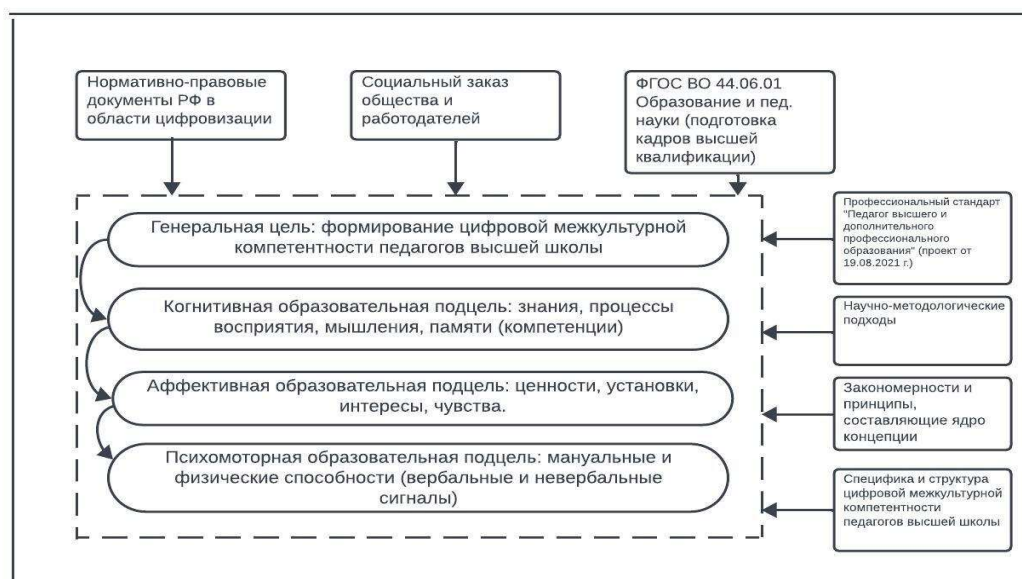 Нормативно-правовые
документы РФ в
области цифровизации
Социальный заказ
общества и
работодателей
ФГОС ВО 44.06.01
Образование и пед.
науки (подготовка
кадров высшей
квалификации)
Генеральная цель: формирование цифровой межкультурной
компетентности педагогов высшей школы
Когнитивная образовательная подцель: знания, процессы
восприятия, мышления, памяти (компетенции)
Аффективная образовательная подцель: ценности, установки,
интересы, чувства.
Психомоторная образовательная подцель: мануальные и
физические способности (вербальные и невербальные
сигналы)
Профессиональный стандарт
"Педагог высшего и
дополнительного
профессионального
образования" (проект от
19.08.2021 г.)
Научно-методологические
подходы
Закономерности и
принципы,
составляющие ядро
концепции
Специфика и структура
цифровой межкультурной
компетентности
педагогов высшей школы